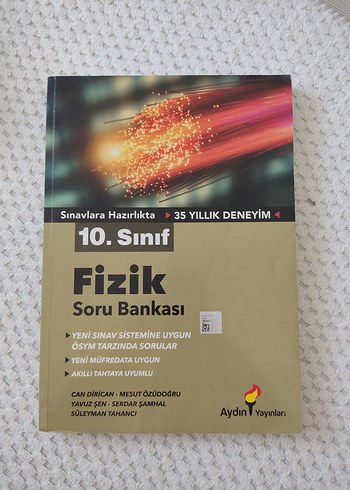 Sınavlara Hazırlıkta ▶ 35 YILLIK DENEYİM ◀
10. Sınıf
Fizik
Soru Bankası
▶ YENİ SINAV SİSTEMİNE UYGUN
ÖSYM TARZINDA SORULAR
▶ YENİ MÜFREDATA UYGUN
▶ AKILLI TAHTAYA UYUMLU
CAN DİRİCAN - MESUT ÖZÜDOĞRU
YAVUZ ŞEN - SERDAR ŞAMHAL
SÜLEYMAN TAHANCI
Aydın Yayınları